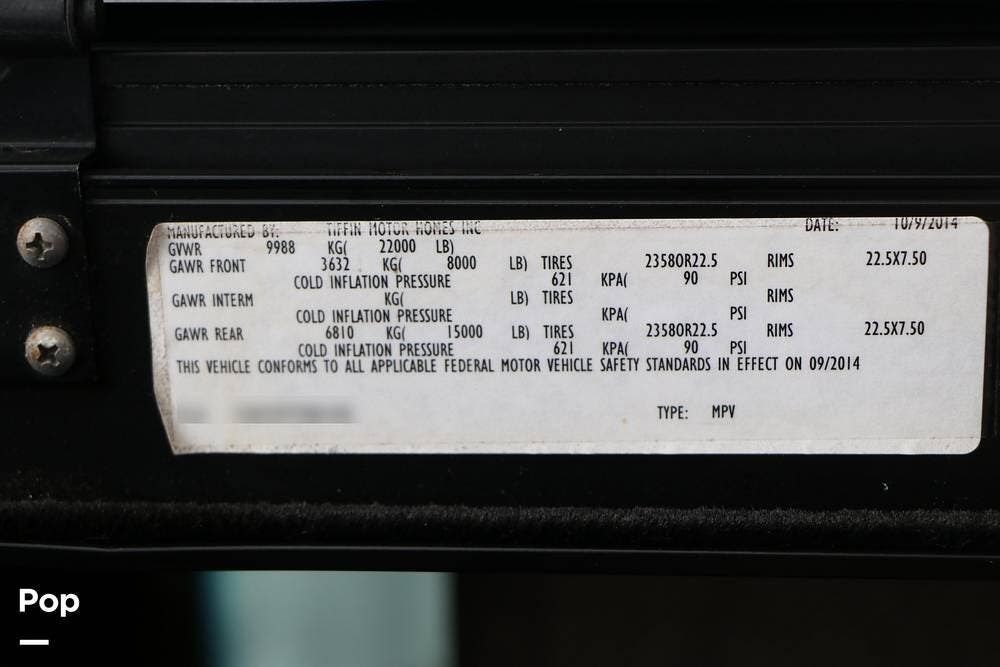 MANUFACTURED BY: TIFFIN MOTOR HOMES INC DATE: 10/9/2014
GVWR 9988 KG( 22000 LB)
GAWR FRONT 3632 KG( 8000 LB) TIRES 23580R22.5 RIMS 22.5X7.50
COLD INFLATION PRESSURE 621 KPA( 90 PSI
GAWR INTERM KG( LB) TIRES RIMS
COLD INFLATION PRESSURE KPA( PSI
GAWR REAR 6810 KG( 15000 LB) TIRES 23580R22.5 RIMS 22.5X7.50
COLD INFLATION PRESSURE 621 KPA( 90 PSI
THIS VEHICLE CONFORMS TO ALL APPLICABLE FEDERAL MOTOR VEHICLE SAFETY STANDARDS IN EFFECT ON 09/2014
TYPE: MPV
Pop